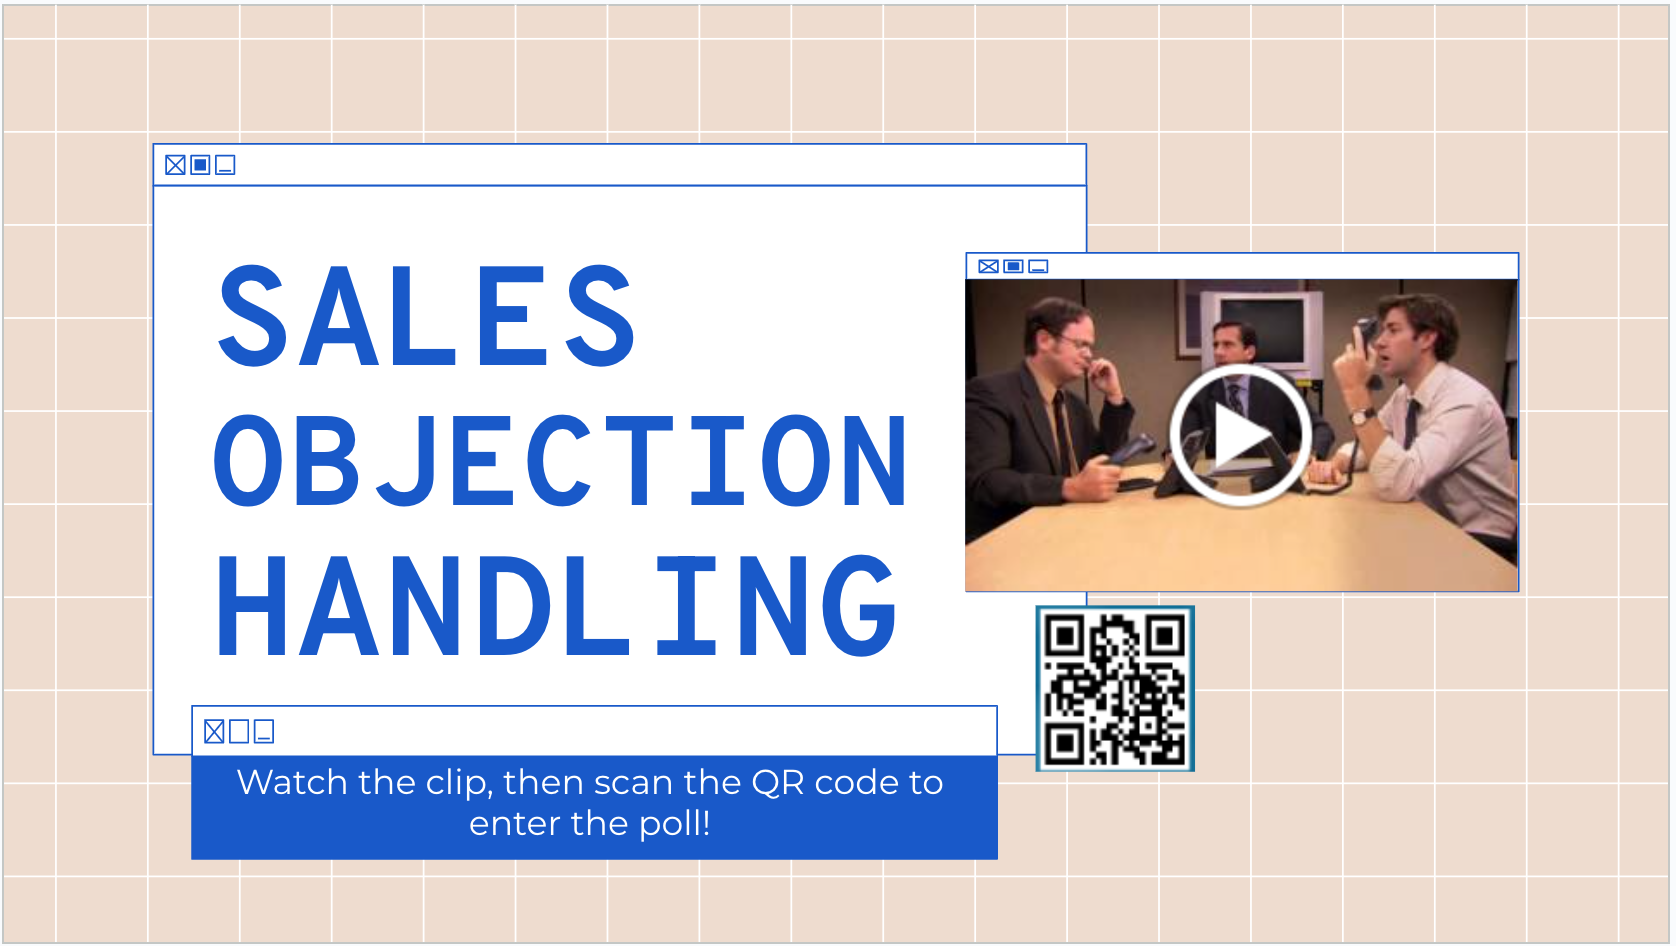 SALES
OBJECTION
HANDLING
Watch the clip, then scan the QR code to
enter the poll!